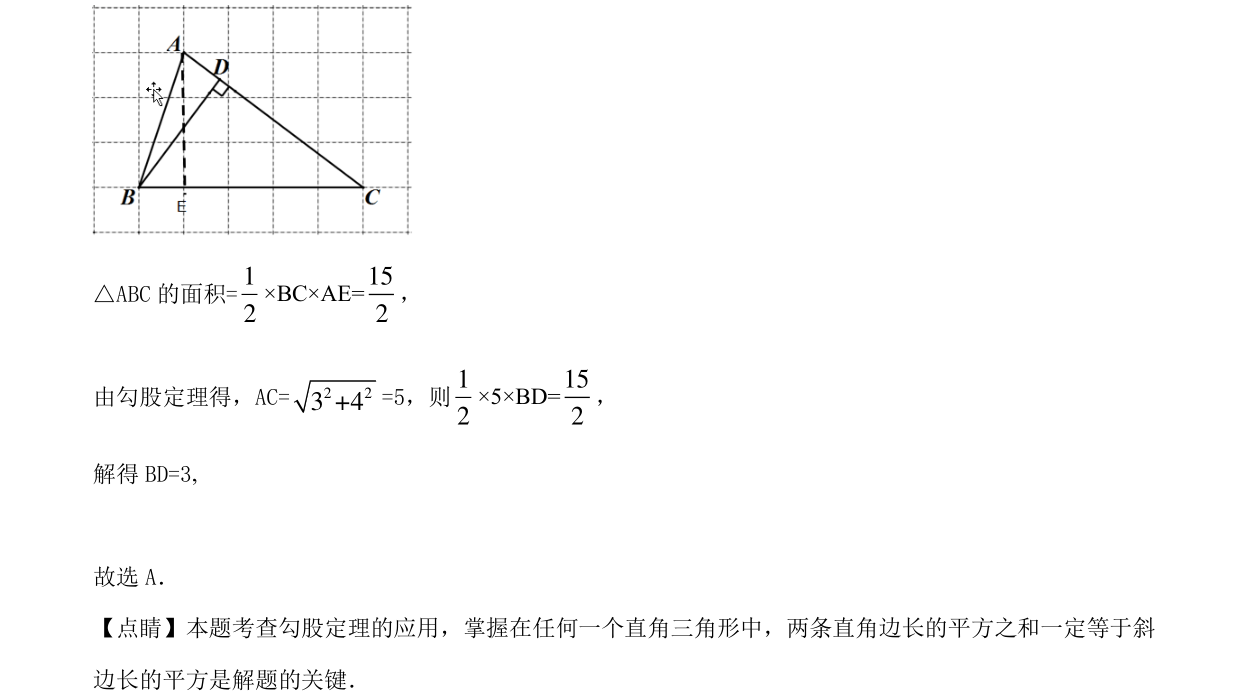 A
D
B
E
C
△ABC 的面积=1/2×BC×AE=15/2，
由勾股定理得，AC=√(3²+4²)=5，则1/2×5×BD=15/2，
解得 BD=3,
故选 A．
【点睛】本题考查勾股定理的应用，掌握在任何一个直角三角形中，两条直角边长的平方之和一定等于斜
边长的平方是解题的关键．